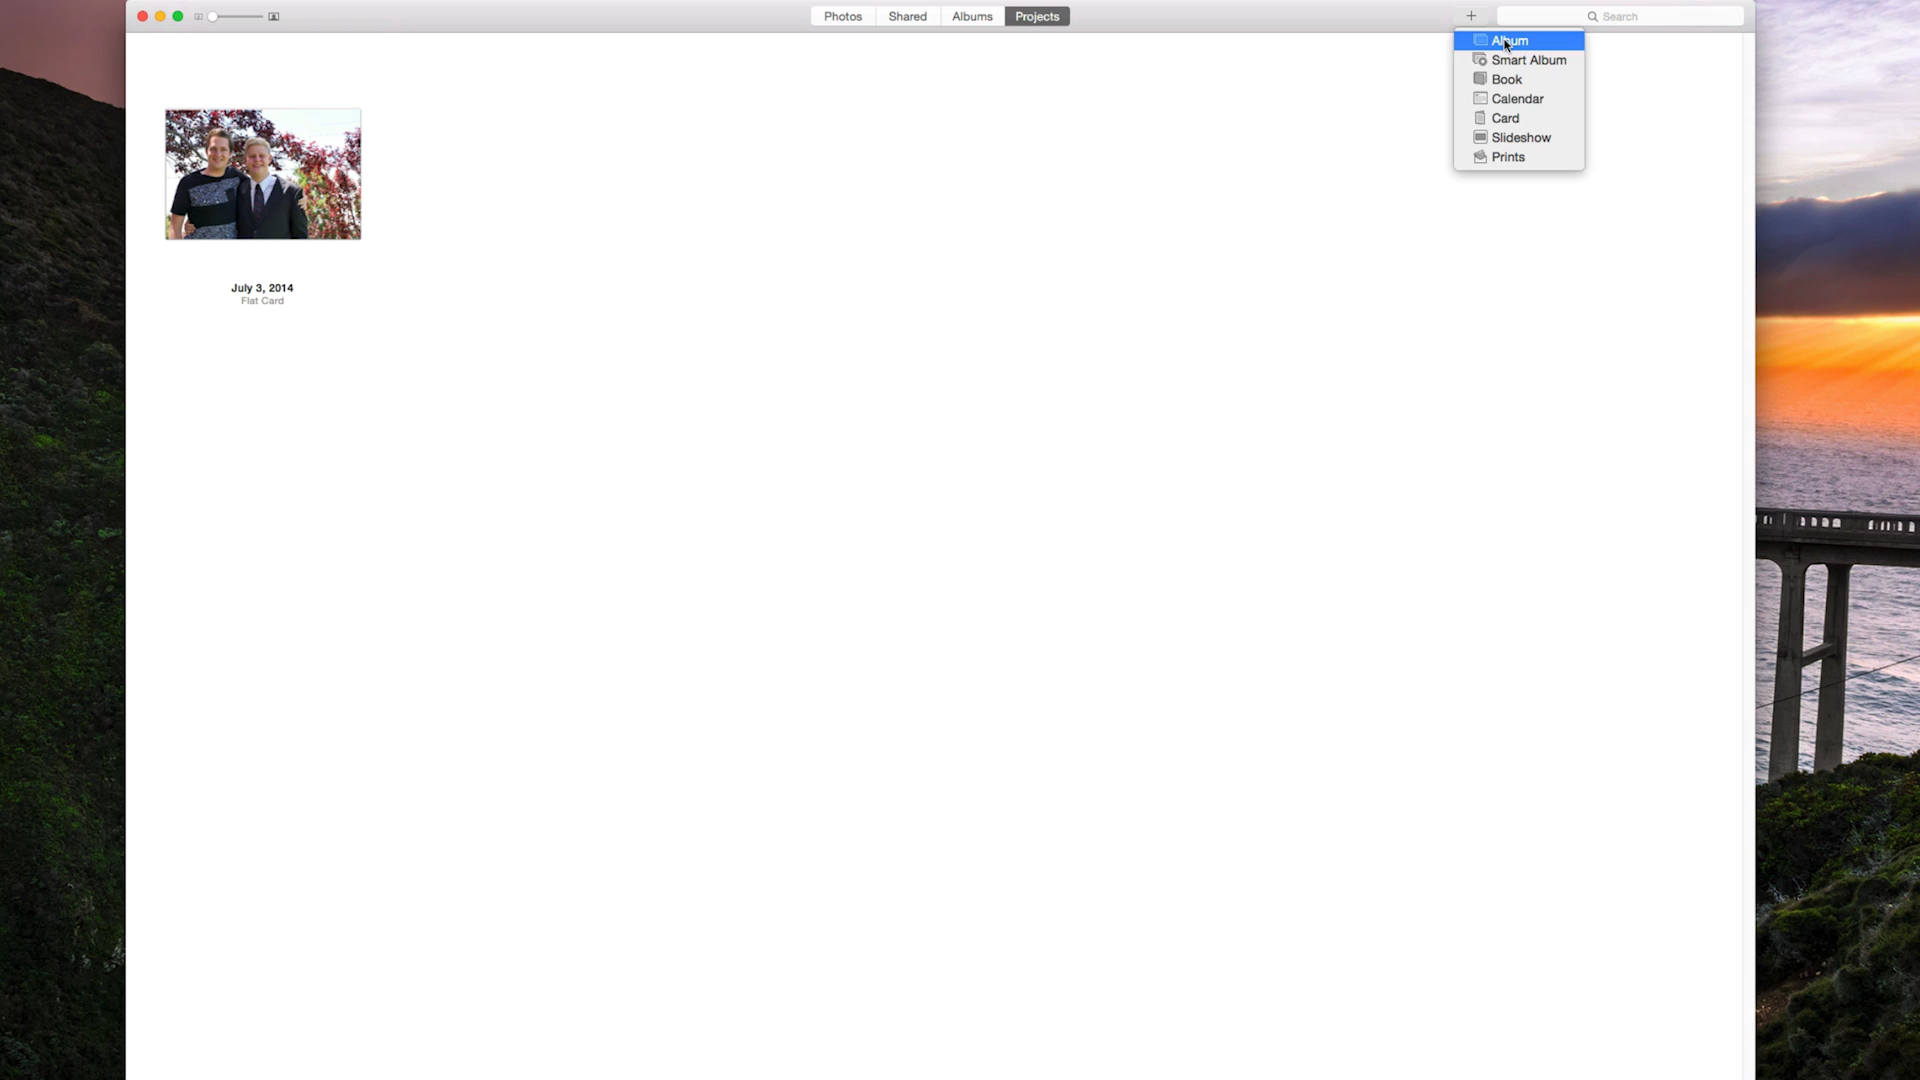 Photos Shared Albums Projects
Search
Album
Smart Album
Book
Calendar
Card
Slideshow
Prints
July 3, 2014
Flat Card